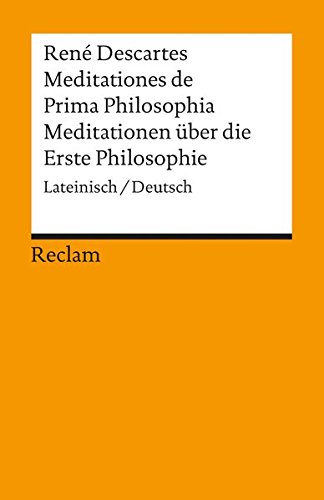 René Descartes
Meditationes de
Prima Philosophia
Meditationen über die
Erste Philosophie
Lateinisch / Deutsch
Reclam